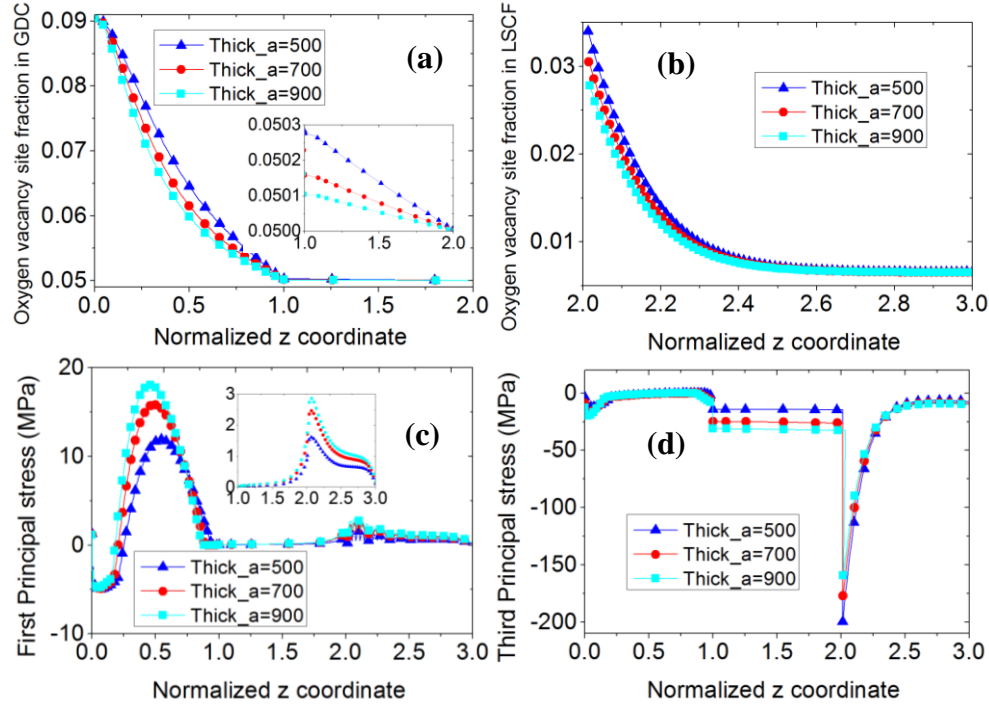 Oxygen vacancy site fraction in GDC
0.09
0.08
0.07
0.06
0.05
Thick_a=500
Thick_a=700
Thick_a=900
(a)
0.0503
0.0502
0.0501
0.0500
1.0 1.5 2.0
0.0 0.5 1.0 1.5 2.0
Normalized z coordinate
Oxygen vacancy site fraction in LSCF
0.03
0.02
0.01
(b)
Thick_a=500
Thick_a=700
Thick_a=900
2.0 2.2 2.4 2.6 2.8 3.0
Normalized z coordinate
First Principal stress (MPa)
20
10
0
-10
3
2
1
0
1.0 1.5 2.0 2.5 3.0
(c)
Thick_a=500
Thick_a=700
Thick_a=900
0.0 0.5 1.0 1.5 2.0 2.5 3.0
Normalized z coordinate
Third Principal stress (MPa)
0
-50
-100
-150
-200
(d)
Thick_a=500
Thick_a=700
Thick_a=900
0.0 0.5 1.0 1.5 2.0 2.5 3.0
Normalized z coordinate